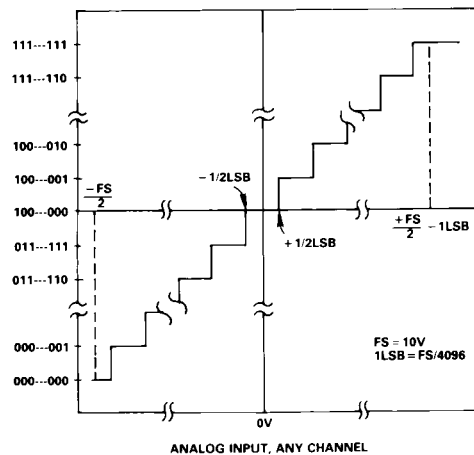 111---111
111---110
100---010
100---001
100---000
011---111
011---110
000---001
000---000
−FS
2
− 1/2LSB
+ 1/2LSB
+FS
2
− 1LSB
FS = 10V
1LSB = FS/4096
0V
ANALOG INPUT, ANY CHANNEL